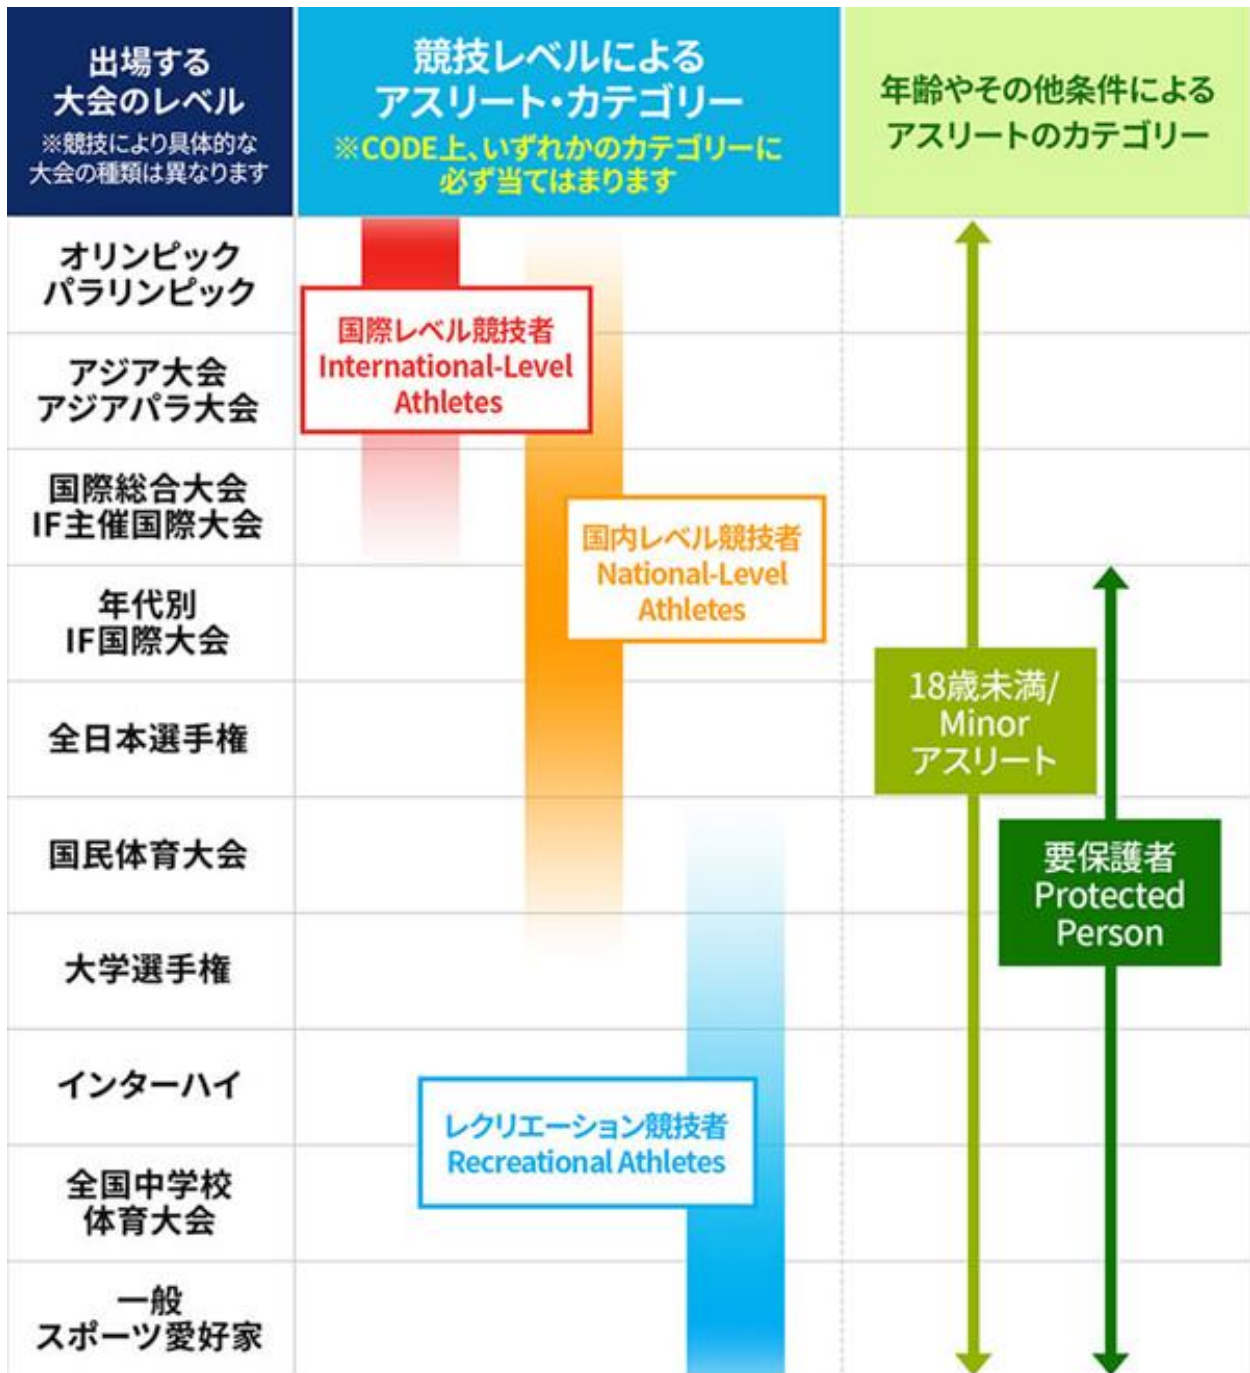 出場する
大会のレベル
※競技により具体的な
大会の種類は異なります
競技レベルによる
アスリート・カテゴリー
※CODE上、いずれかのカテゴリーに
必ず当てはまります
年齢やその他条件による
アスリートのカテゴリー
オリンピック
パラリンピック
国際レベル競技者
International-Level
Athletes
アジア大会
アジアパラ大会
国際総合大会
IF主催国際大会
国内レベル競技者
National-Level
Athletes
年代別
IF国際大会
18歳未満/
Minor
アスリート
全日本選手権
国民体育大会
要保護者
Protected
Person
大学選手権
インターハイ
レクリエーション競技者
Recreational Athletes
全国中学校
体育大会
一般
スポーツ愛好家